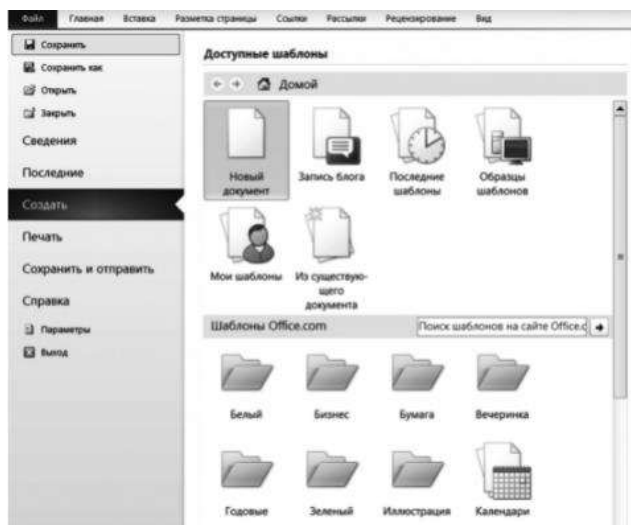 Файл Главная Вставка Разметка страницы Ссылки Рассылки Рецензирование Вид
Сохранить
Сохранить как
Открыть
Закрыть
Сведения
Последние
Создать
Печать
Сохранить и отправить
Справка
Параметры
Выход
Доступные шаблоны
Домой
Новый
документ
Запись блога
Последние
шаблоны
Образцы
шаблонов
Мои шаблоны
Из существую-
щего
документа
Шаблоны Office.com
Поиск шаблонов на сайте Office.c
Белый
Бизнес
Бумага
Вечеринка
Годовые
Зеленый
Иллюстрация
Календари